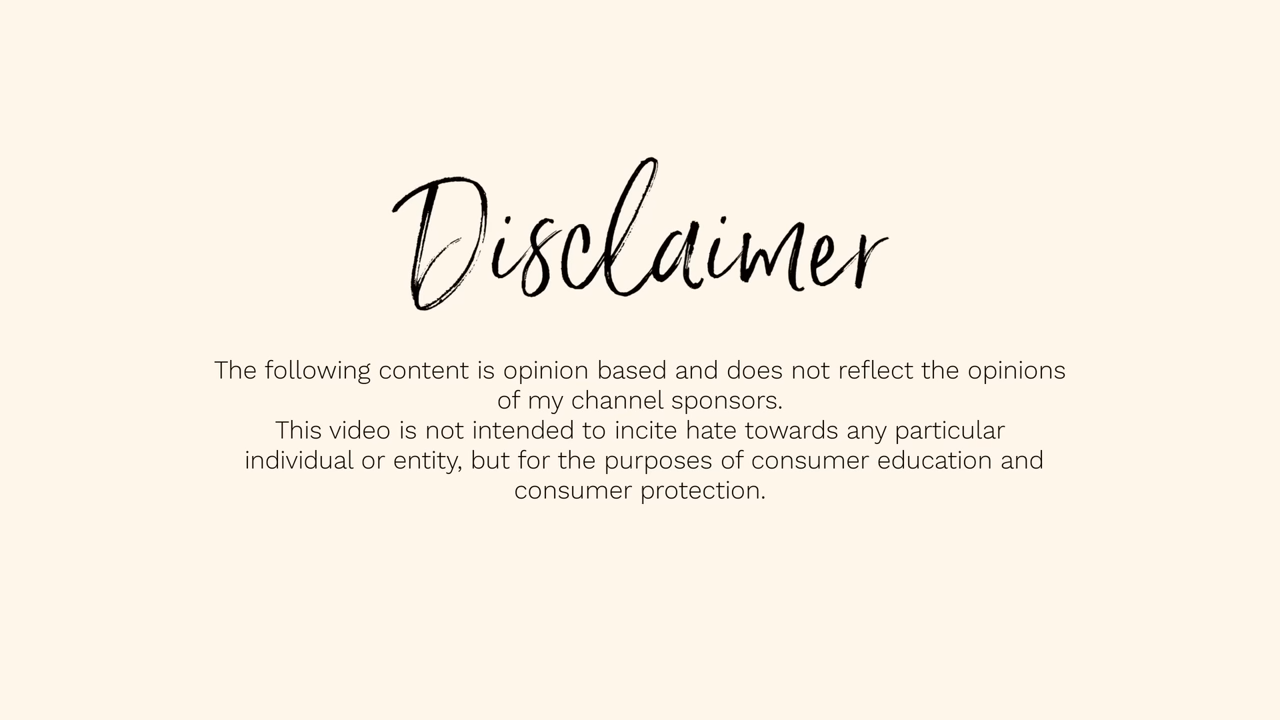 Disclaimer
The following content is opinion based and does not reflect the opinions
of my channel sponsors.
This video is not intended to incite hate towards any particular
individual or entity, but for the purposes of consumer education and
consumer protection.